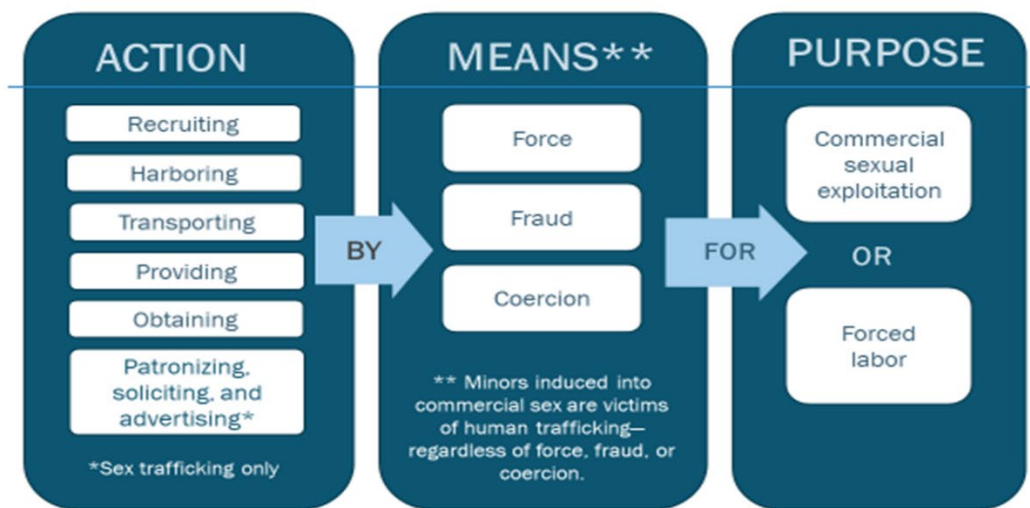 ACTION
Recruiting
Harboring
Transporting
Providing
Obtaining
Patronizing,
soliciting, and
advertising*
*Sex trafficking only
BY
MEANS**
Force
Fraud
Coercion
** Minors induced into
commercial sex are victims
of human trafficking—
regardless of force, fraud, or
coercion.
FOR
PURPOSE
Commercial
sexual
exploitation
OR
Forced
labor